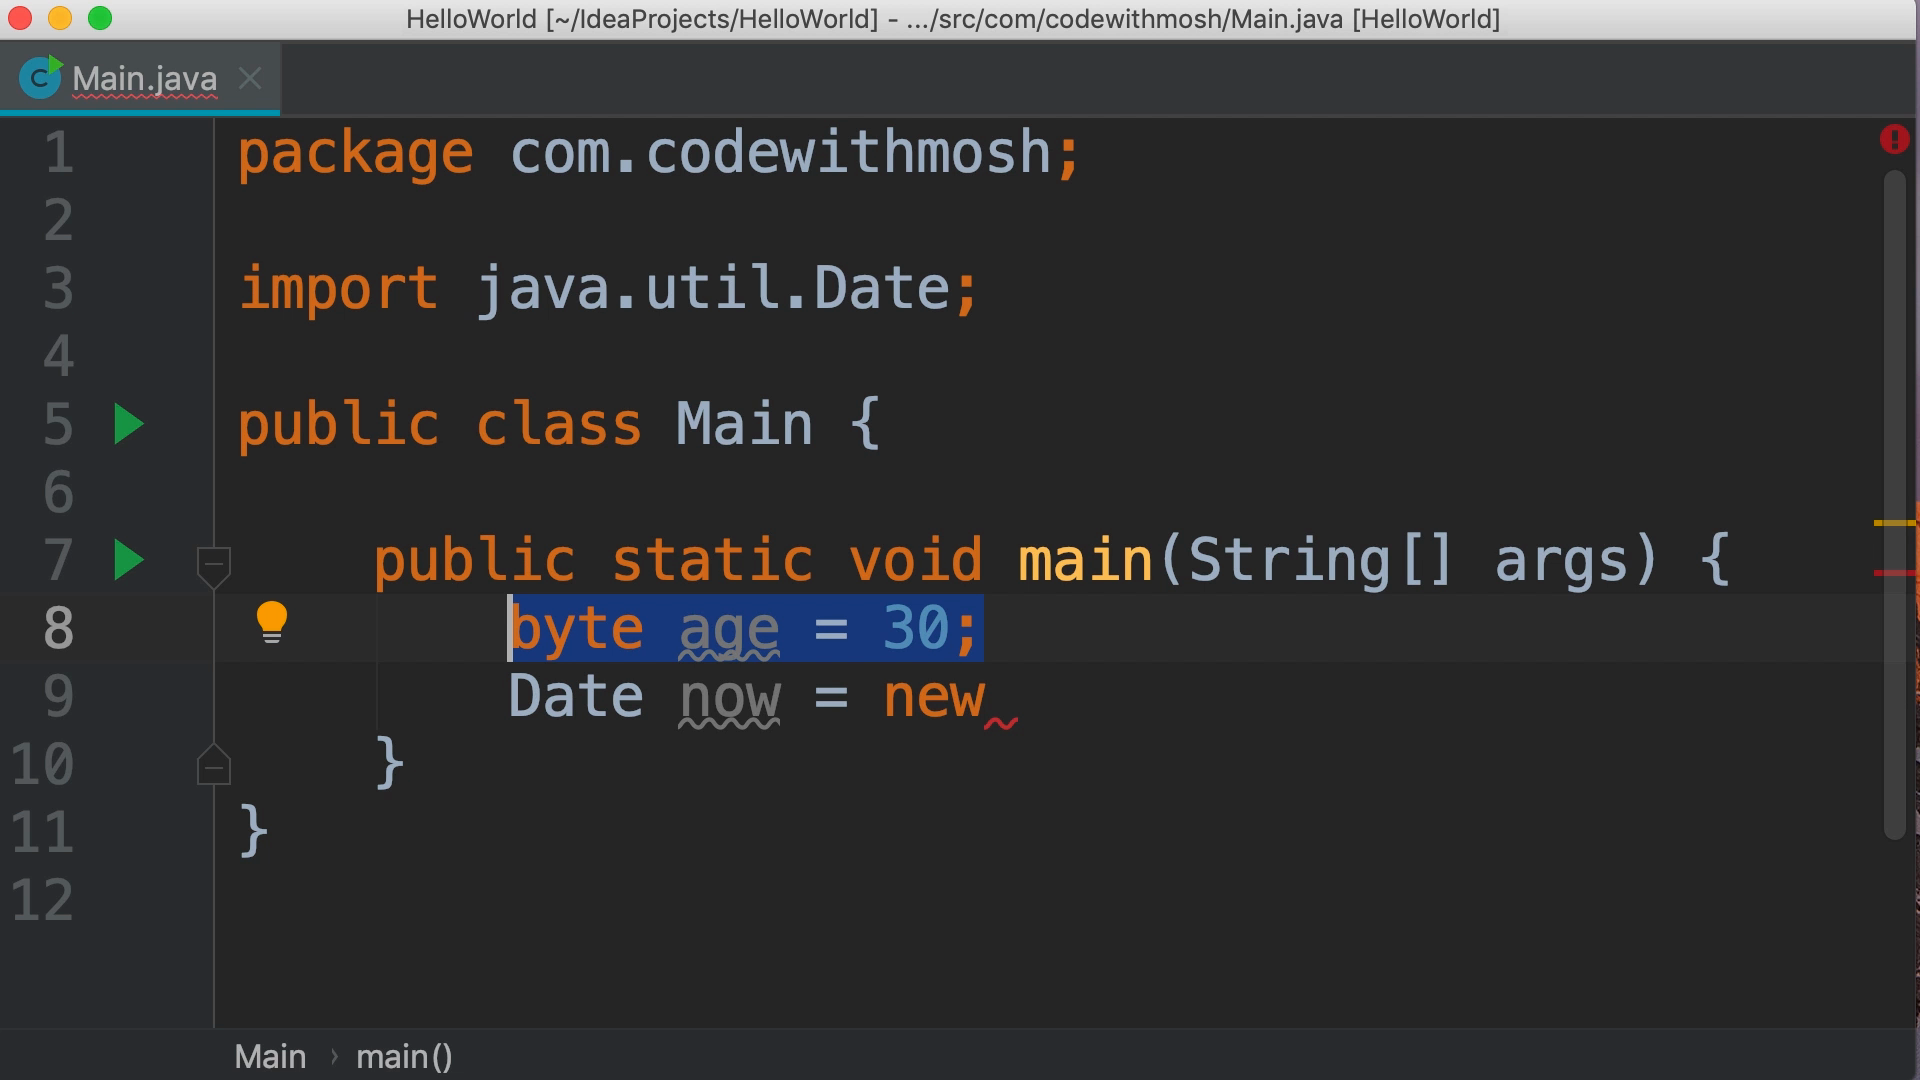 HelloWorld [~/IdeaProjects/HelloWorld] - .../src/com/codewithmosh/Main.java [HelloWorld]
C Main.java
1 package com.codewithmosh;
2
3 import java.util.Date;
4
5 public class Main {
6
7 public static void main(String[] args) {
8 byte age = 30;
9 Date now = new
10 }
11 }
12
Main › main()